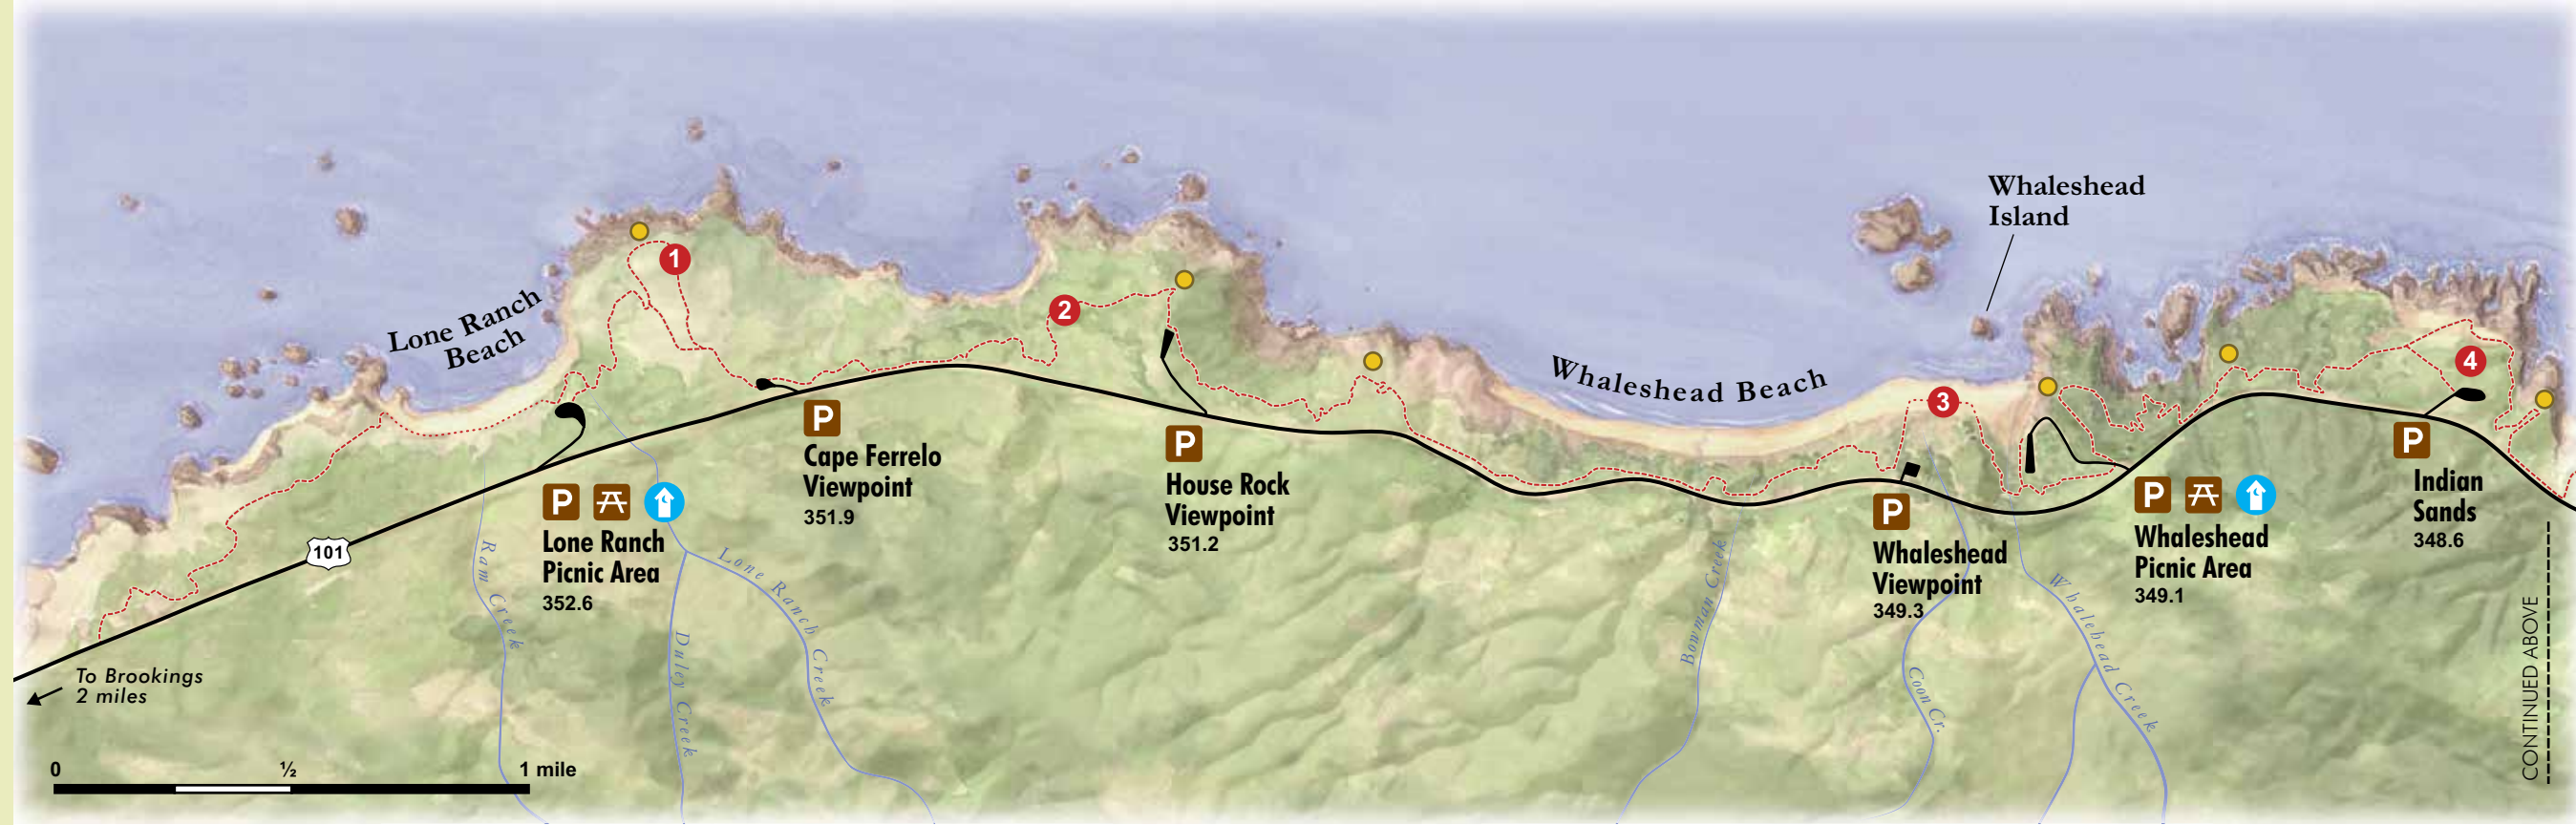 Whaleshead
Island
1
Lone Ranch
Beach
2
Whaleshead Beach
3
4
P
Cape Ferrelo
Viewpoint
351.9
P
House Rock
Viewpoint
351.2
P
Indian
Sands
348.6
P
Lone Ranch
Picnic Area
352.6
P
Whaleshead
Viewpoint
349.3
P
Whaleshead
Picnic Area
349.1
101
Ram Creek
Duley Creek
Lone Ranch Creek
Bowman Creek
Coon Cr.
Whalehead Creek
To Brookings
2 miles
0 ½ 1 mile
CONTINUED ABOVE